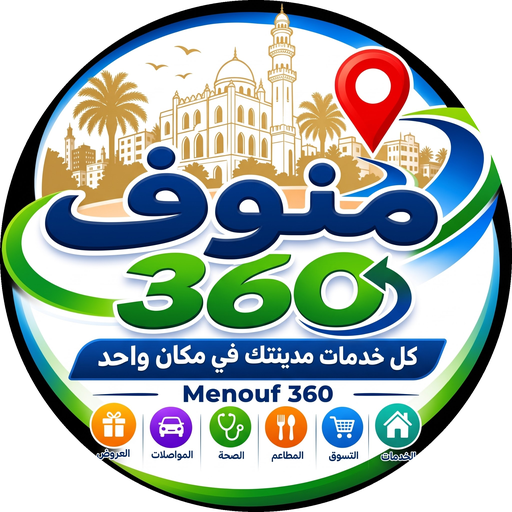 منوف
360
كل خدمات مدينتك في مكان واحد
Menouf 360
الخدمات
التسوق
المطاعم
الصحة
المواصلات
العروض